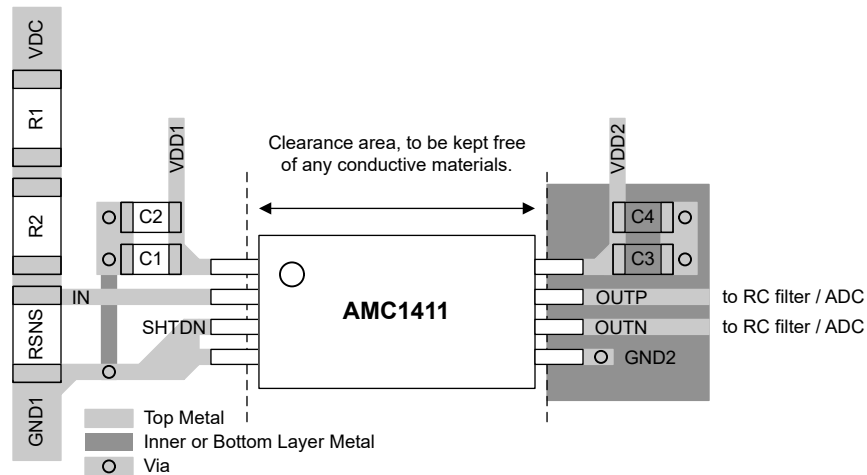 VDC
R1
R2
RSNS
GND1
VDD1
C2
C1
IN
SHTDN
Clearance area, to be kept free
of any conductive materials.
AMC1411
VDD2
C4
C3
OUTP
to RC filter / ADC
OUTN
to RC filter / ADC
GND2
Top Metal
Inner or Bottom Layer Metal
Via